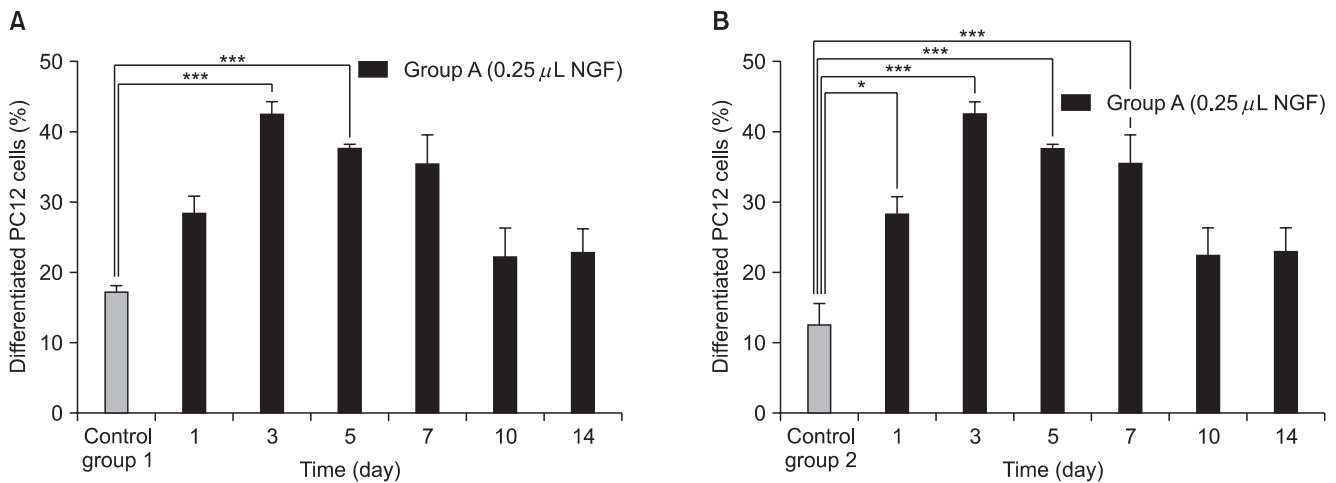 A
Differentiated PC12 cells (%)
50
40
30
20
10
0
***
***
Group A (0.25 μL NGF)
Control
group 1
1
3
5
7
10
14
Time (day)
B
Differentiated PC12 cells (%)
50
40
30
20
10
0
***
***
***
*
Group A (0.25 μL NGF)
Control
group 2
1
3
5
7
10
14
Time (day)